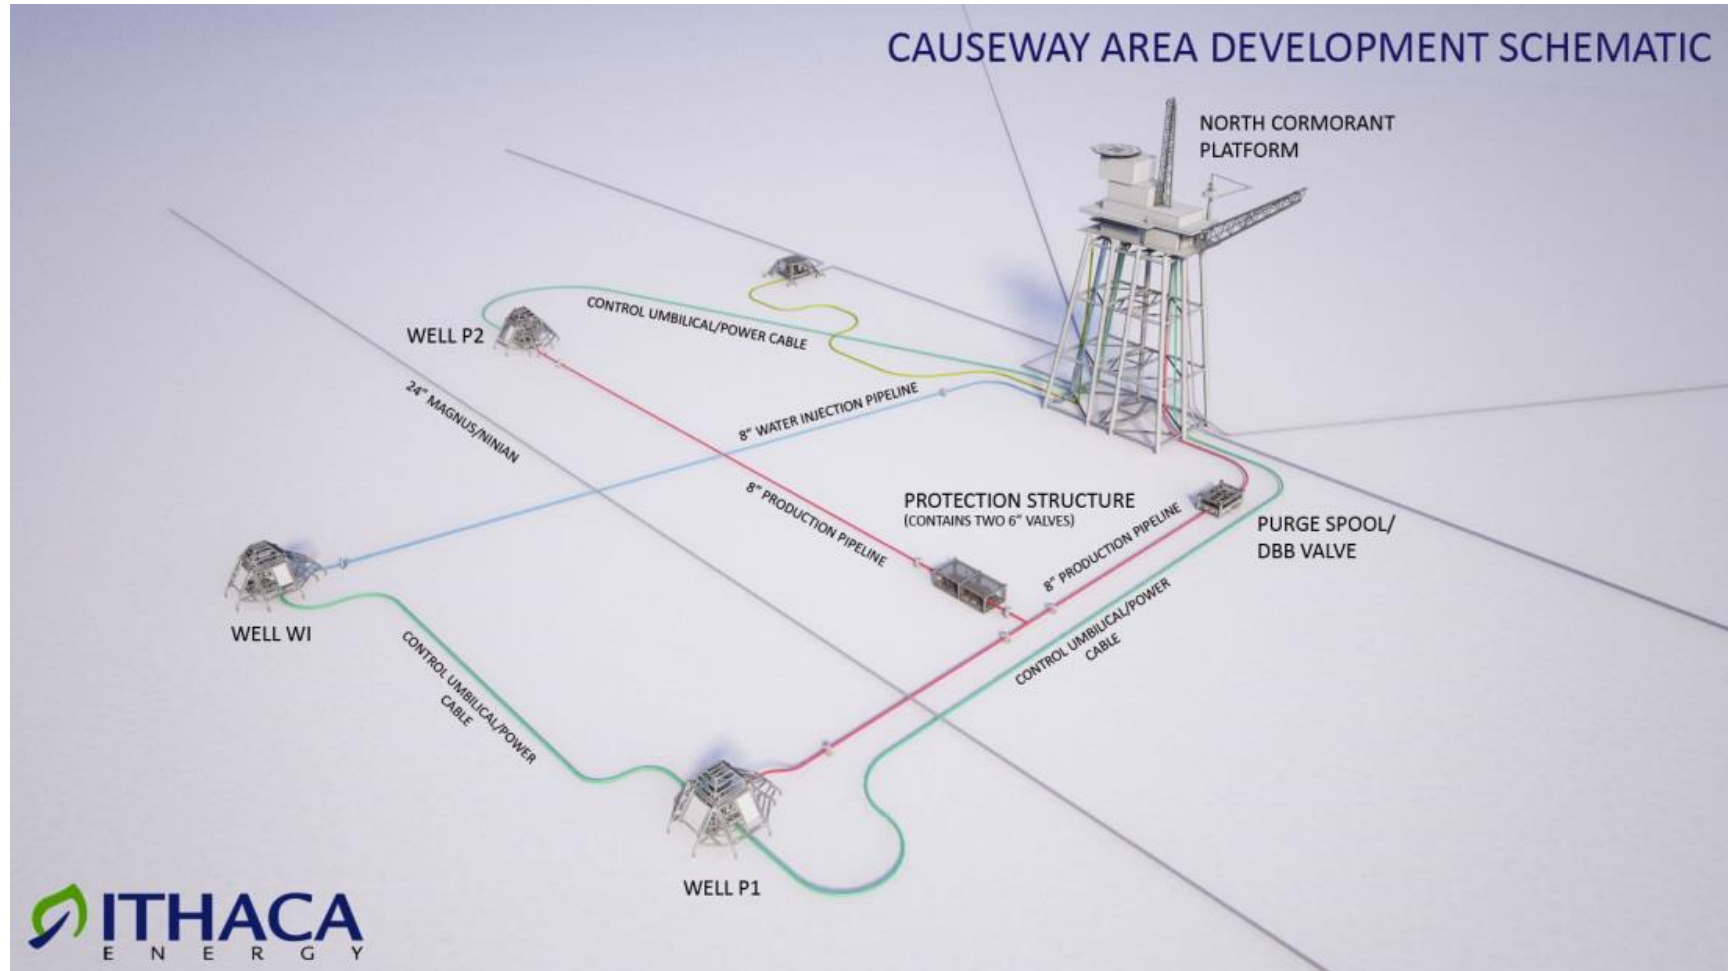 CAUSEWAY AREA DEVELOPMENT SCHEMATIC
NORTH CORMORANT
PLATFORM
CONTROL UMBILICAL/POWER CABLE
WELL P2
24" MAGNUS/NINIAN
8" WATER INJECTION PIPELINE
8" PRODUCTION PIPELINE
PROTECTION STRUCTURE
(CONTAINS TWO 6" VALVES)
8" PRODUCTION PIPELINE
PURGE SPOOL/
DBB VALVE
WELL WI
CONTROL UMBILICAL/POWER
CABLE
CONTROL UMBILICAL/POWER
CABLE
WELL P1
ITHACA
ENERGY